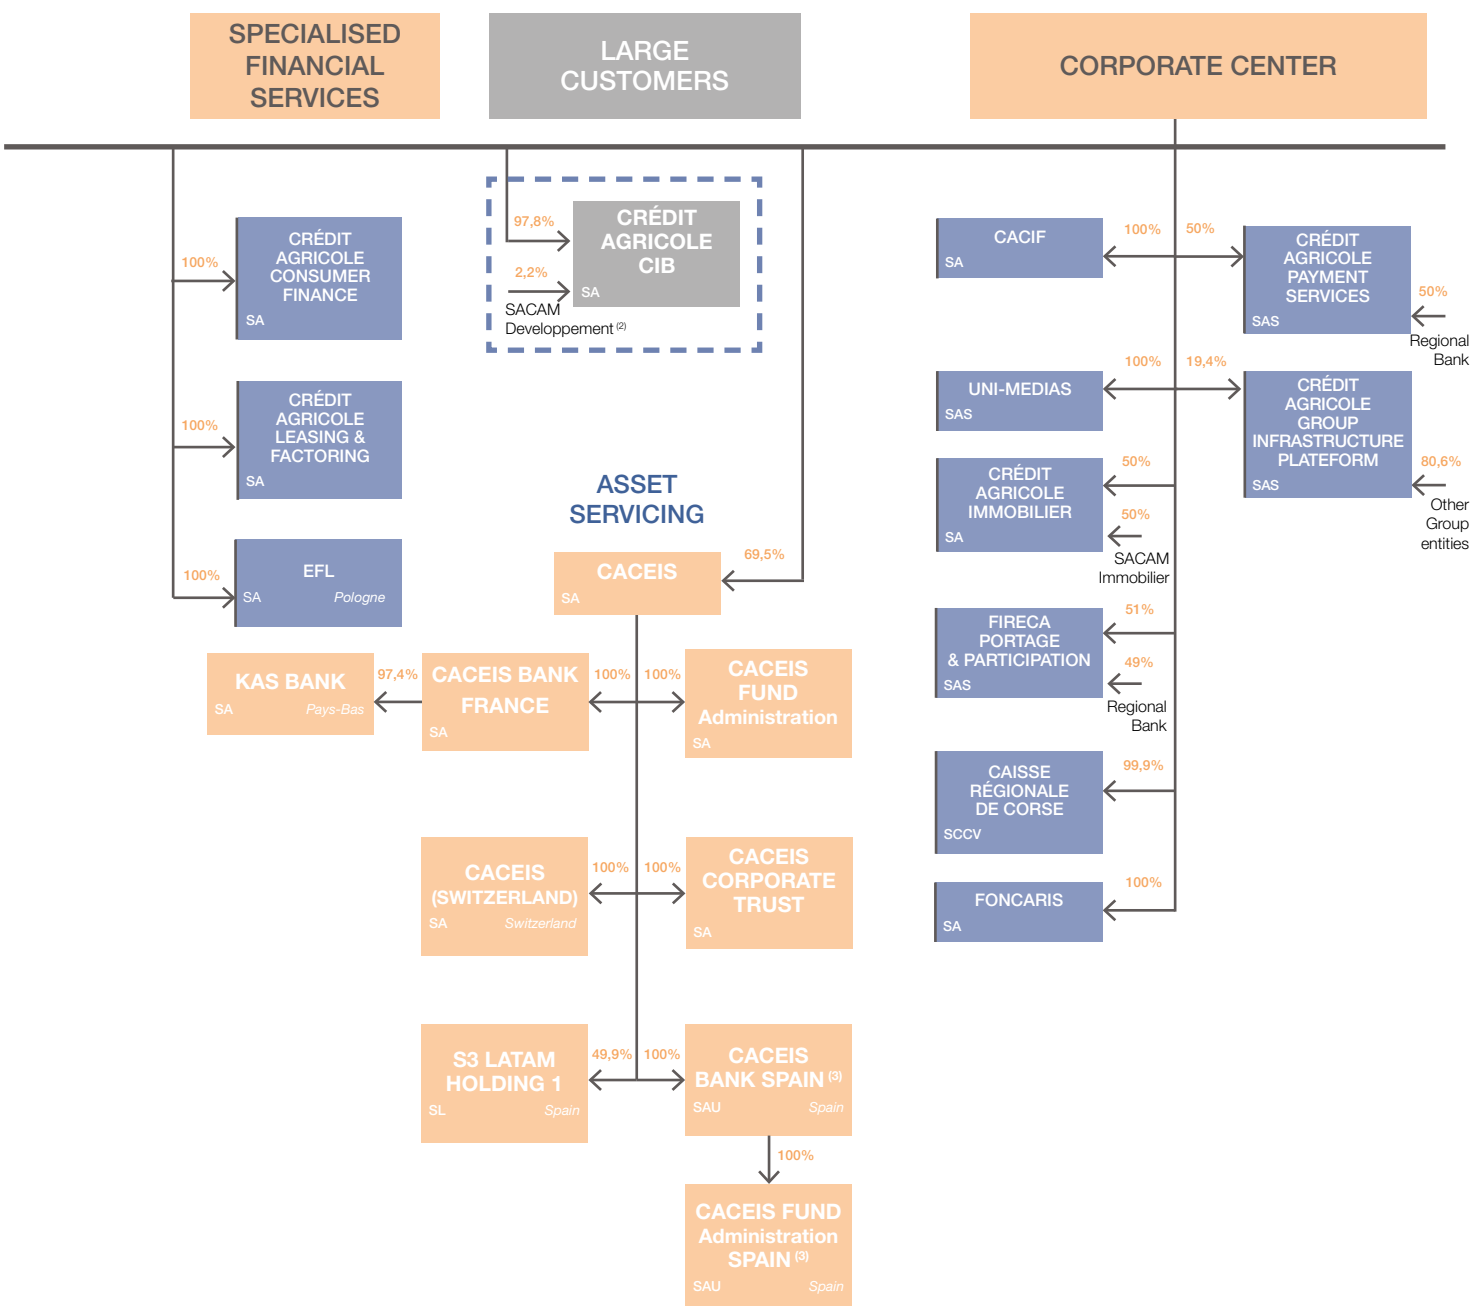 SPECIALISED
FINANCIAL
SERVICES
LARGE
CUSTOMERS
CORPORATE CENTER
100%
CRÉDIT
AGRICOLE
CONSUMER
FINANCE
SA
100%
CRÉDIT
AGRICOLE
LEASING &
FACTORING
SA
100%
EFL
SA Pologne
97,8%
CRÉDIT
AGRICOLE
CIB
SA
2,2%
SACAM
Developpement (2)
ASSET
SERVICING
69,5%
CACEIS
SA
KAS BANK
SA Pays-Bas
97,4%
CACEIS BANK
FRANCE
SA
100% 100%
CACEIS
FUND
Administration
SA
CACEIS
(SWITZERLAND)
SA Switzerland
100% 100%
CACEIS
CORPORATE
TRUST
SA
S3 LATAM
HOLDING 1
SL Spain
49,9% 100%
CACEIS
BANK SPAIN (3)
SAU Spain
100%
CACEIS FUND
Administration
SPAIN (3)
SAU Spain
CACIF
SA
100% 50%
CRÉDIT
AGRICOLE
PAYMENT
SERVICES
SAS
50%
Regional
Bank
UNI-MEDIAS
SAS
100% 19,4%
CRÉDIT
AGRICOLE
GROUP
INFRASTRUCTURE
PLATEFORM
SAS
80,6%
Other
Group
entities
CRÉDIT
AGRICOLE
IMMOBILIER
SA
50%
50%
SACAM
Immobilier
FIRECA
PORTAGE
& PARTICIPATION
SAS
51%
49%
Regional
Bank
CAISSE
RÉGIONALE
DE CORSE
SCCV
99,9%
FONCARIS
SA
100%